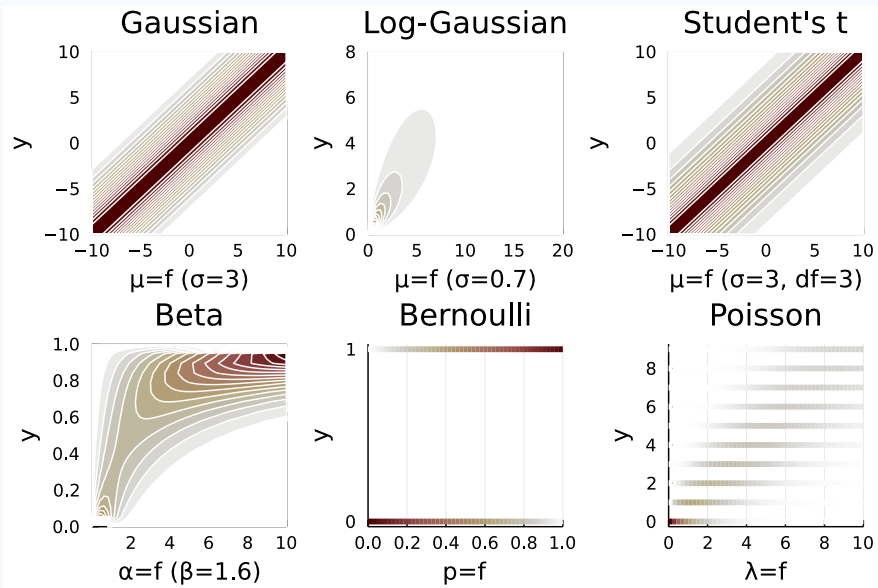 Gaussian
10
5
0
−5
−10
y
−10 −5 0 5 10
μ=f (σ=3)
Log-Gaussian
8
6
4
2
0
y
0 5 10 15 20
μ=f (σ=0.7)
Student's t
10
5
0
−5
−10
y
−10 −5 0 5 10
μ=f (σ=3, df=3)
Beta
1.0
0.8
0.6
0.4
0.2
0.0
y
2 4 6 8 10
α=f (β=1.6)
Bernoulli
1
0
y
0.0 0.2 0.4 0.6 0.8 1.0
p=f
Poisson
8
6
4
2
0
y
0 2 4 6 8 10
λ=f